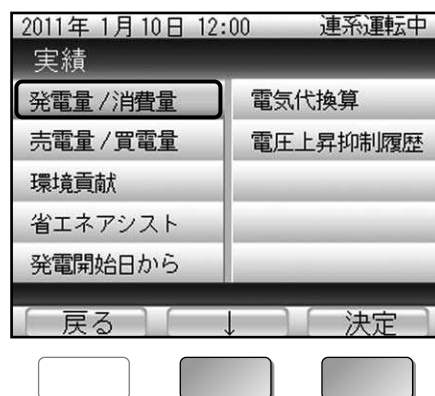 2011年 1月10日 12:00 連系運転中
実績
発電量/消費量
売電量/買電量
環境貢献
省エネアシスト
発電開始日から
電気代換算
電圧上昇抑制履歴
戻る ↓ 決定